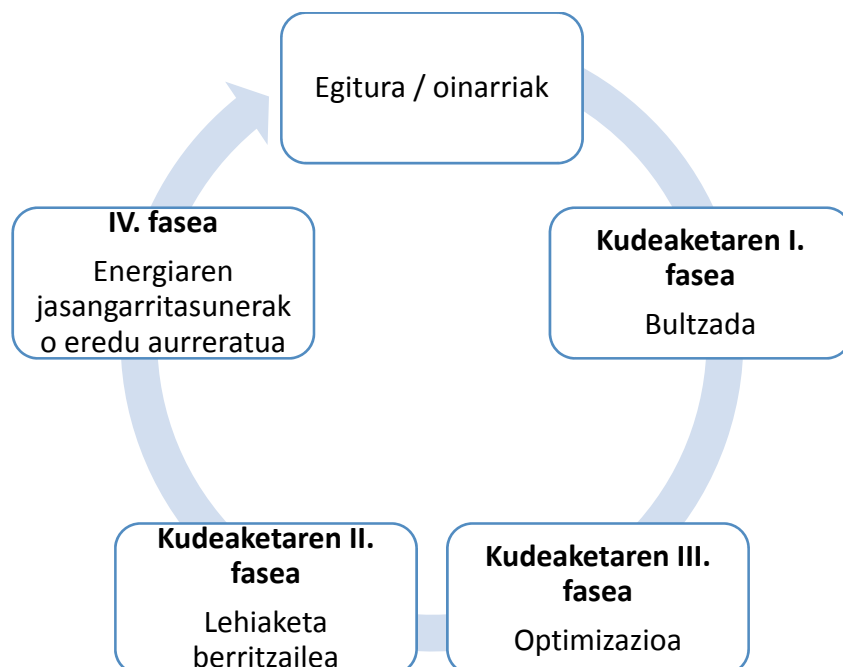 Egitura / oinarriak
IV. fasea
Energiaren
jasangarritasunerak
o eredu aurreratua
Kudeaketaren I.
fasea
Bultzada
Kudeaketaren II.
fasea
Lehiaketa
berritzailea
Kudeaketaren III.
fasea
Optimizazioa